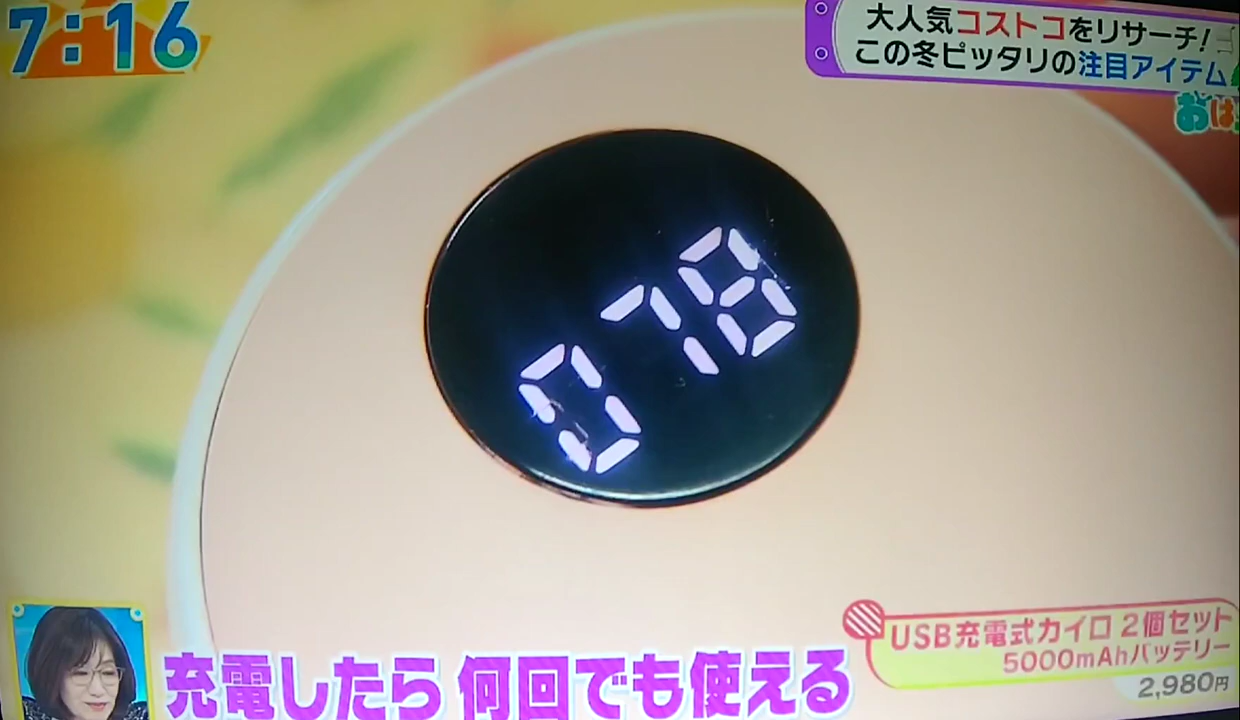 7:16
大人気コストコをリサーチ!
この冬ピッタリの注目アイテム
おは
078
充電したら 何回でも使える
USB充電式カイロ 2個セット
5000mAhバッテリー
2,980円